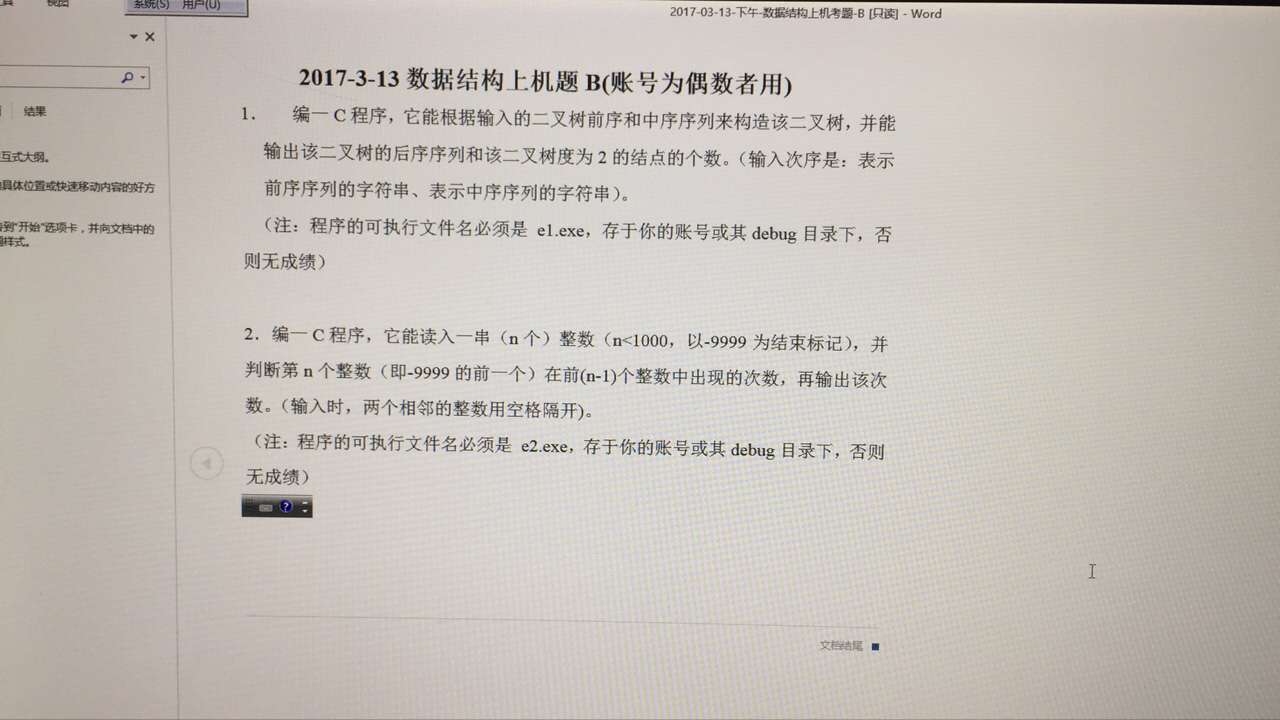 视图
系统(S) 用户(U)
2017-03-13-下午-数据结构上机考题-B [只读] - Word
结果
互式大纲。
具体位置或快速移动内容的好方
到"开始"选项卡，并向文档中的
样式。
2017-3-13 数据结构上机题 B(账号为偶数者用)
1. 编一 C 程序，它能根据输入的二叉树前序和中序序列来构造该二叉树，并能
输出该二叉树的后序序列和该二叉树度为 2 的结点的个数。（输入次序是：表示
前序序列的字符串、表示中序序列的字符串）。
（注：程序的可执行文件名必须是 e1.exe，存于你的账号或其 debug 目录下，否
则无成绩）
2. 编一 C 程序，它能读入一串（n 个）整数（n<1000，以-9999 为结束标记），并
判断第 n 个整数（即-9999 的前一个）在前(n-1)个整数中出现的次数，再输出该次
数。（输入时，两个相邻的整数用空格隔开)。
（注：程序的可执行文件名必须是 e2.exe，存于你的账号或其 debug 目录下，否则
无成绩）
文档结尾